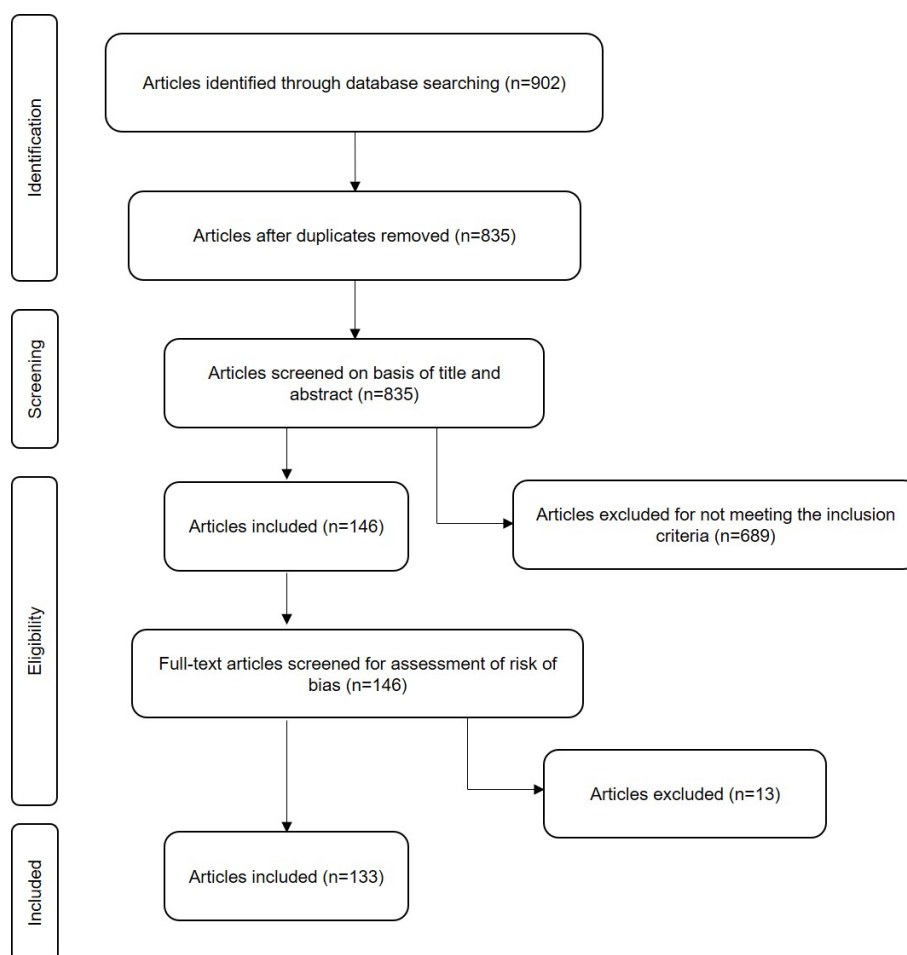 Identification
Articles identified through database searching (n=902)
Articles after duplicates removed (n=835)
Screening
Articles screened on basis of title and
abstract (n=835)
Eligibility
Articles included (n=146)
Articles excluded for not meeting the inclusion
criteria (n=689)
Full-text articles screened for assessment of risk of
bias (n=146)
Articles excluded (n=13)
Included
Articles included (n=133)